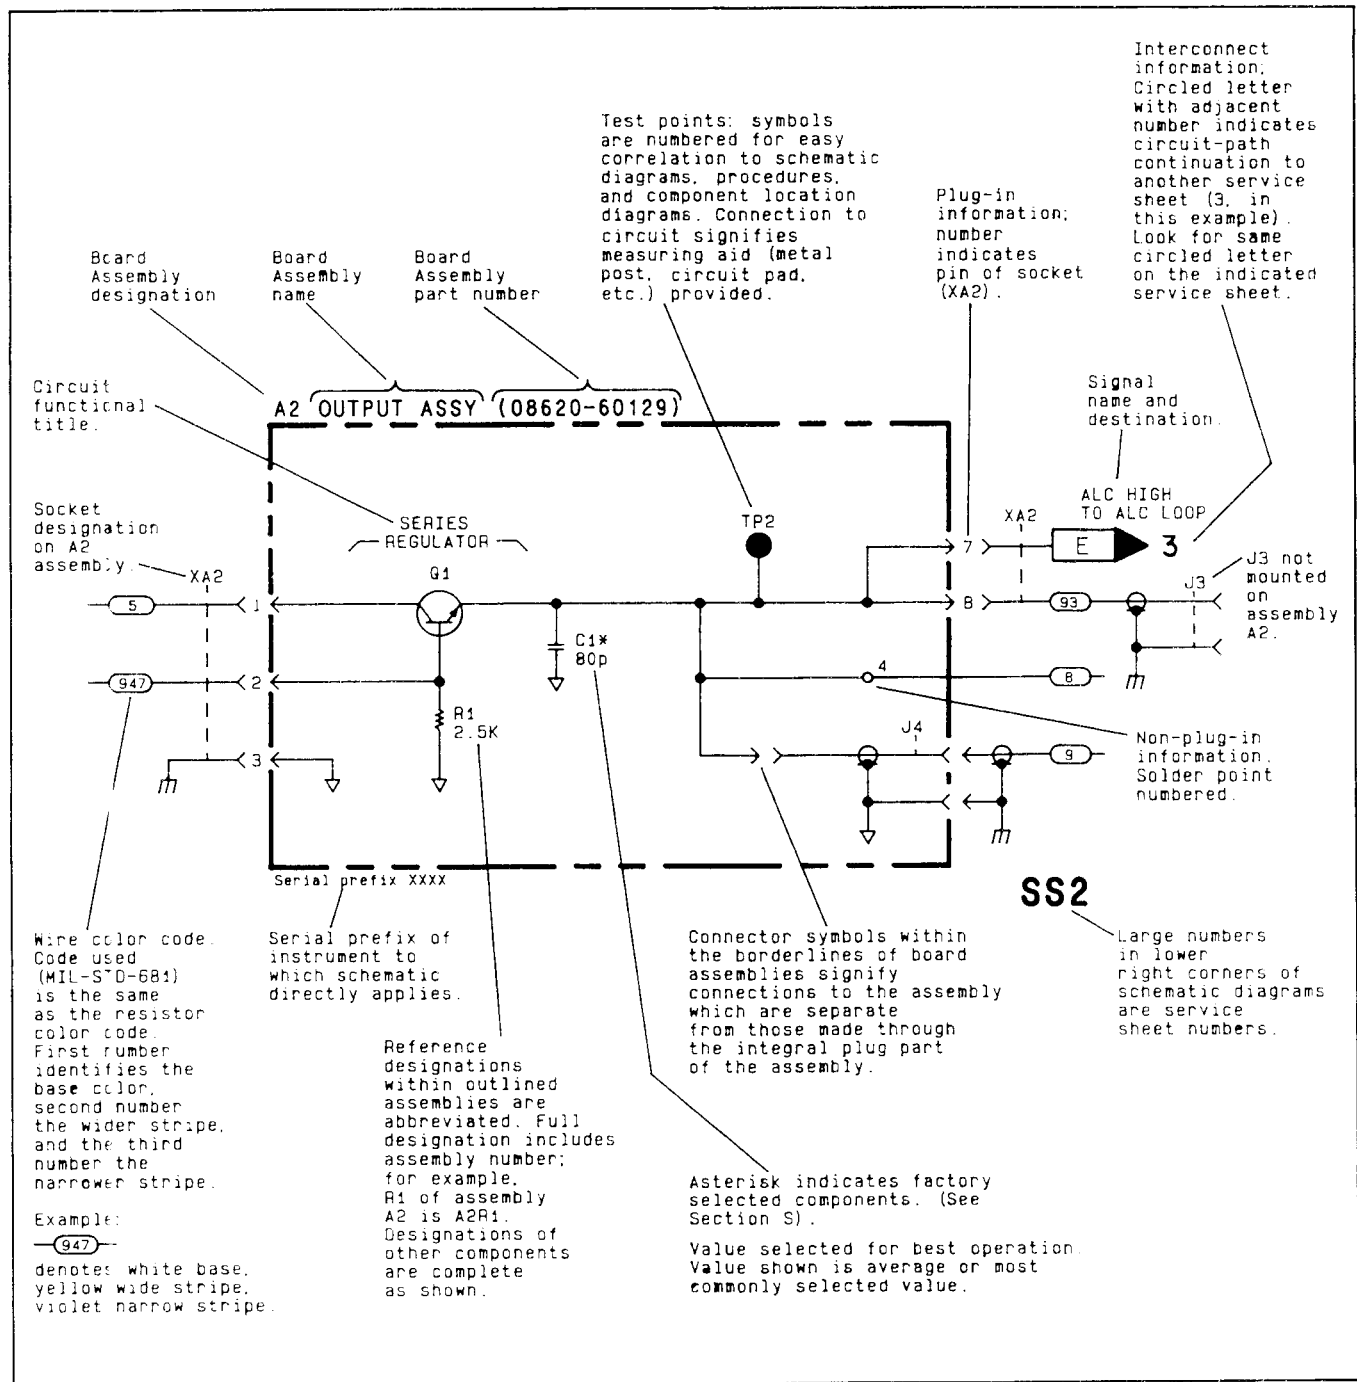 Interconnect
information;
Circled letter
with adjacent
number indicates
circuit-path
continuation to
another service
sheet (3, in
this example).
Look for same
circled letter
on the indicated
service sheet.
Test points: symbols
are numbered for easy
correlation to schematic
diagrams, procedures,
and component location
diagrams. Connection to
circuit signifies
measuring aid (metal
post, circuit pad,
etc.) provided.
Plug-in
information;
number
indicates
pin of socket
(XA2).
Board
Assembly
designation
Board
Assembly
name
Board
Assembly
part number
Circuit
functional
title.
A2 OUTPUT ASSY (08620-60129)
Signal
name and
destination.
Socket
designation
on A2
assembly.
XA2
SERIES
REGULATOR
Q1
TP2
XA2
ALC HIGH
TO ALC LOOP
7
E
3
J3
J3 not
mounted
on
assembly
A2.
5
1
8
93
C1*
80p
947
2
4
8
R1
2.5K
J4
9
3
Non-plug-in
information.
Solder point
numbered.
Serial prefix XXXX
SS2
Wire color code.
Code used
(MIL-STD-681)
is the same
as the resistor
color code.
First number
identifies the
base color,
second number
the wider stripe,
and the third
number the
narrower stripe.
Example:
947
denotes white base,
yellow wide stripe,
violet narrow stripe.
Serial prefix of
instrument to
which schematic
directly applies.
Reference
designations
within outlined
assemblies are
abbreviated. Full
designation includes
assembly number;
for example,
R1 of assembly
A2 is A2R1.
Designations of
other components
are complete
as shown.
Connector symbols within
the borderlines of board
assemblies signify
connections to the assembly
which are separate
from those made through
the integral plug part
of the assembly.
Large numbers
in lower
right corners of
schematic diagrams
are service
sheet numbers.
Asterisk indicates factory
selected components. (See
Section S).
Value selected for best operation.
Value shown is average or most
commonly selected value.